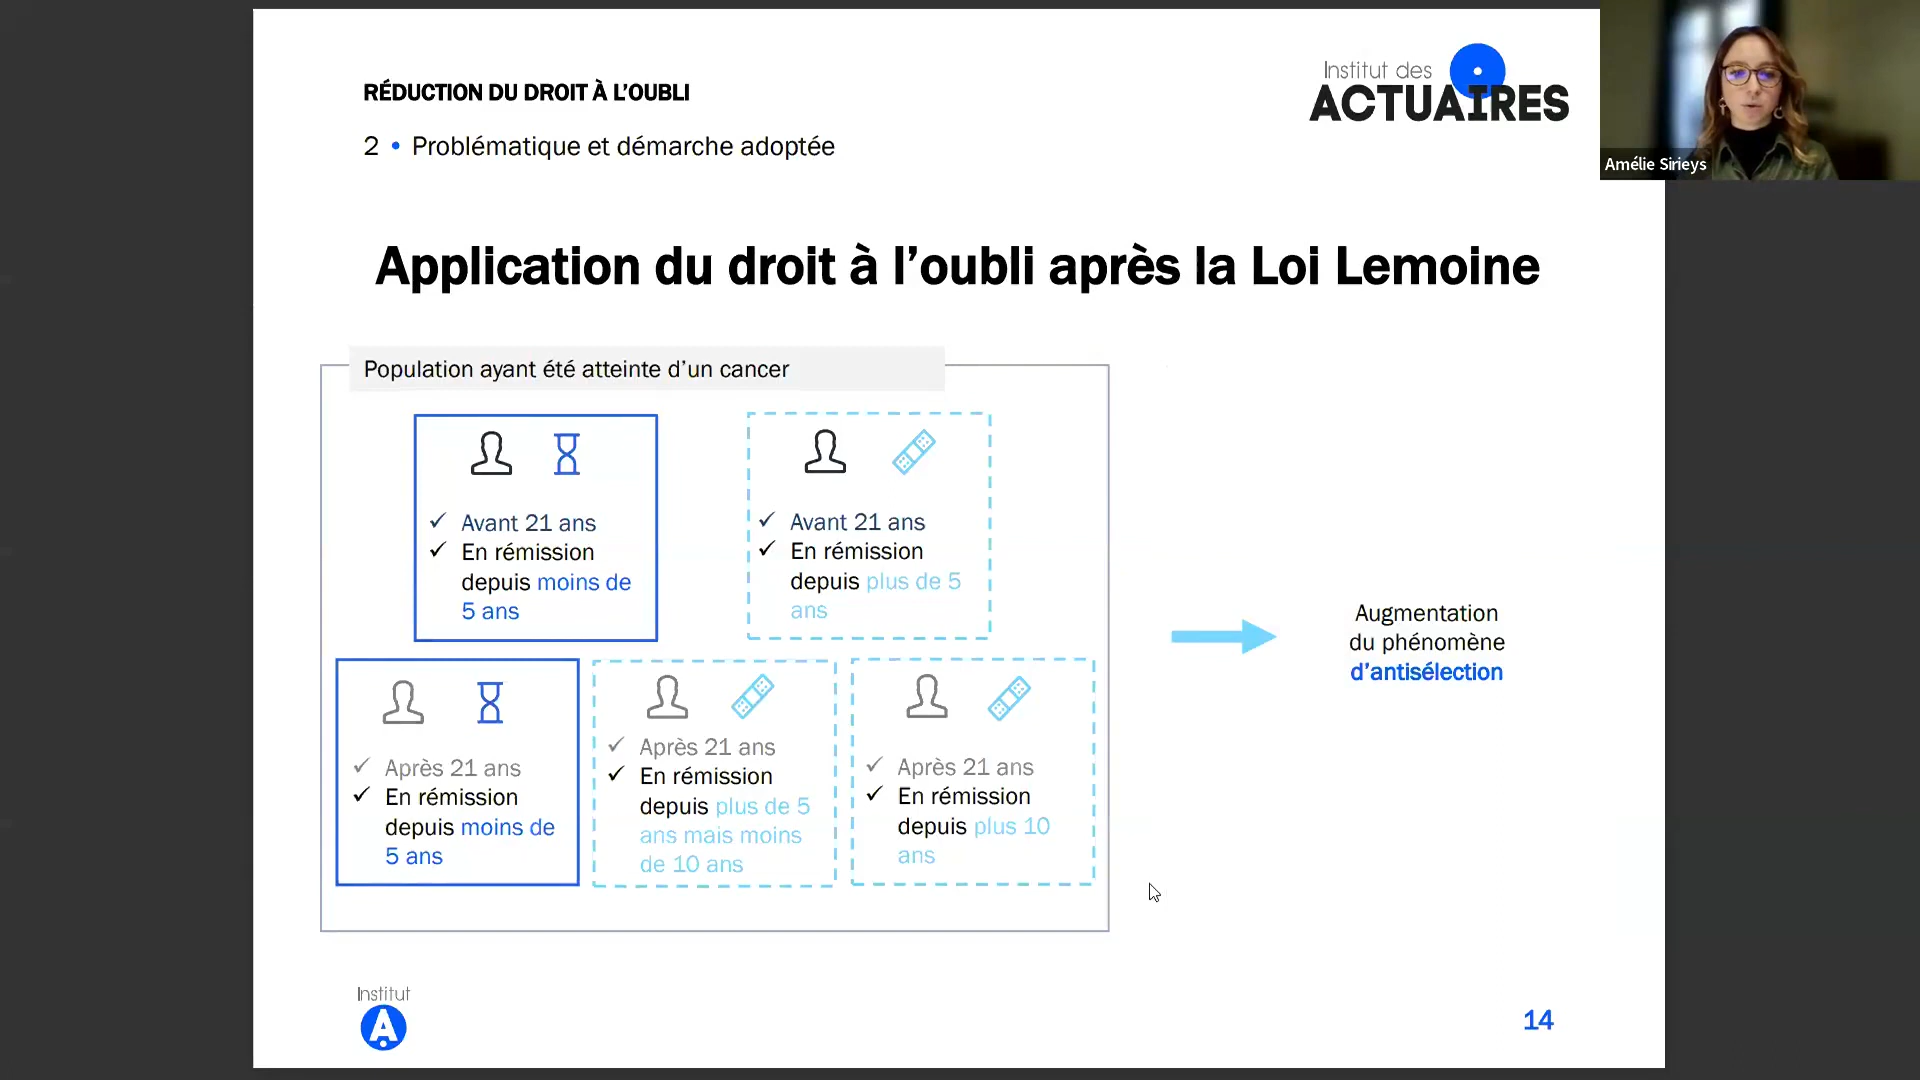 RÉDUCTION DU DROIT À L’OUBLI
2 • Problématique et démarche adoptée
Institut des
ACTUAIRES
Amélie Sirieys
Application du droit à l’oubli après la Loi Lemoine
Population ayant été atteinte d’un cancer
✓ Avant 21 ans
✓ En rémission
depuis moins de
5 ans
✓ Avant 21 ans
✓ En rémission
depuis plus de 5
ans
✓ Après 21 ans
✓ En rémission
depuis moins de
5 ans
✓ Après 21 ans
✓ En rémission
depuis plus de 5
ans mais moins
de 10 ans
✓ Après 21 ans
✓ En rémission
depuis plus 10
ans
Augmentation
du phénomène
d’antisélection
Institut
A
14